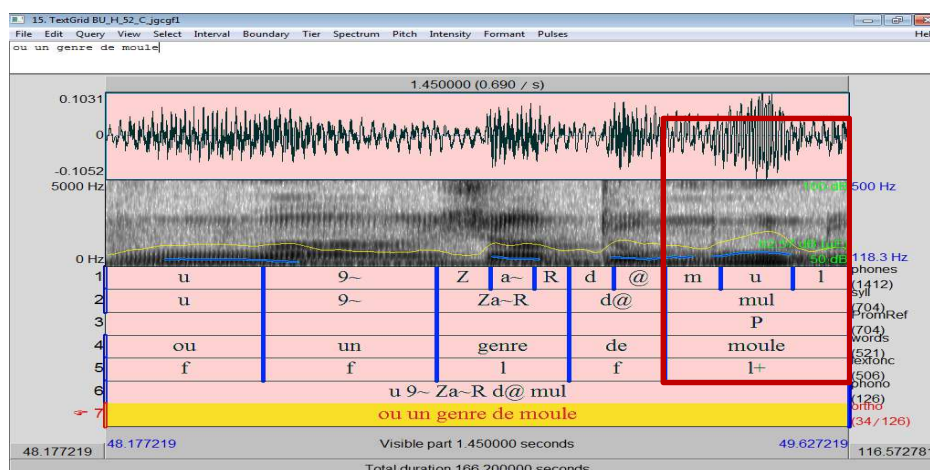 15. TextGrid BU_H_52_C_jgcgf1
File Edit Query View Select Interval Boundary Tier Spectrum Pitch Intensity Formant Pulses Hel
ou un genre de moule
1.450000 (0.690 / s)
0.1031
0
-0.1052
5000 Hz 100 dB 500 Hz
0 Hz 50 dB 118.3 Hz
1 u 9~ Z a~ R d @ m u l phones (1412)
2 u 9~ Za~R d@ mul syll (704)
3 P PromRef (704)
4 ou un genre de moule words (521)
5 f f l f l+ lexfonc (506)
6 u 9~ Za~R d@ mul phono (126)
7 ou un genre de moule ortho (34/126)
48.177219 48.177219 Visible part 1.450000 seconds 49.627219 116.572781
Total duration 166.200000 seconds